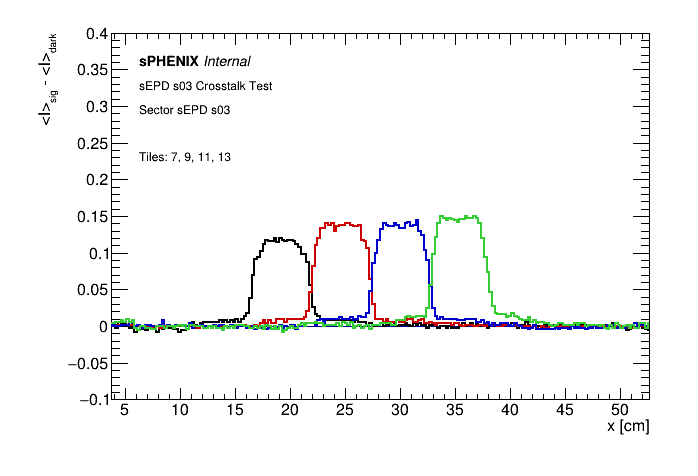 <I>sig - <I>dark
0.4
0.35
0.3
0.25
0.2
0.15
0.1
0.05
0
−0.05
−0.1
sPHENIX Internal
sEPD s03 Crosstalk Test
Sector sEPD s03
Tiles: 7, 9, 11, 13
5 10 15 20 25 30 35 40 45 50
x [cm]